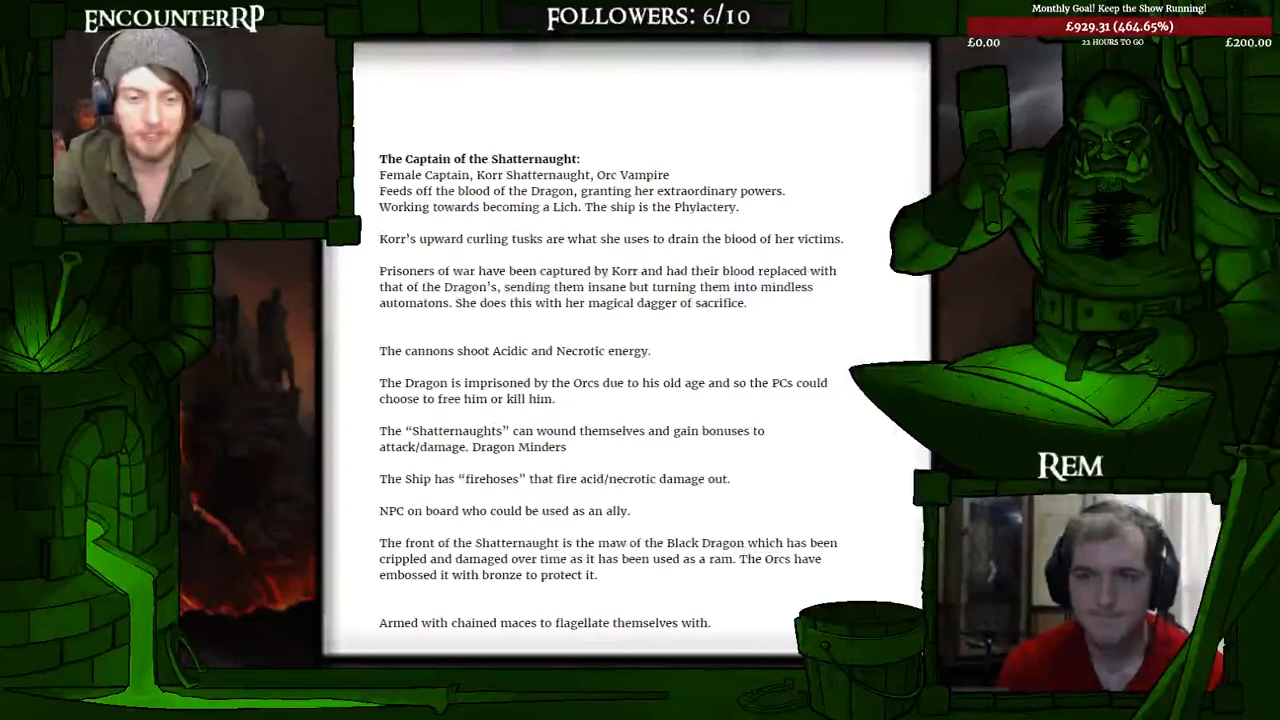 EncounterRP
Followers: 6/10
Monthly Goal! Keep the Show Running!
£929.31 (464.65%)
£0.00
22 HOURS TO GO
£200.00
The Captain of the Shatternaught:
Female Captain, Korr Shatternaught, Orc Vampire
Feeds off the blood of the Dragon, granting her extraordinary powers.
Working towards becoming a Lich. The ship is the Phylactery.
Korr's upward curling tusks are what she uses to drain the blood of her victims.
Prisoners of war have been captured by Korr and had their blood replaced with
that of the Dragon's, sending them insane but turning them into mindless
automatons. She does this with her magical dagger of sacrifice.
The cannons shoot Acidic and Necrotic energy.
The Dragon is imprisoned by the Orcs due to his old age and so the PCs could
choose to free him or kill him.
The “Shatternaughts” can wound themselves and gain bonuses to
attack/damage. Dragon Minders
The Ship has “firehoses” that fire acid/necrotic damage out.
NPC on board who could be used as an ally.
The front of the Shatternaught is the maw of the Black Dragon which has been
crippled and damaged over time as it has been used as a ram. The Orcs have
embossed it with bronze to protect it.
Armed with chained maces to flagellate themselves with.
Rem